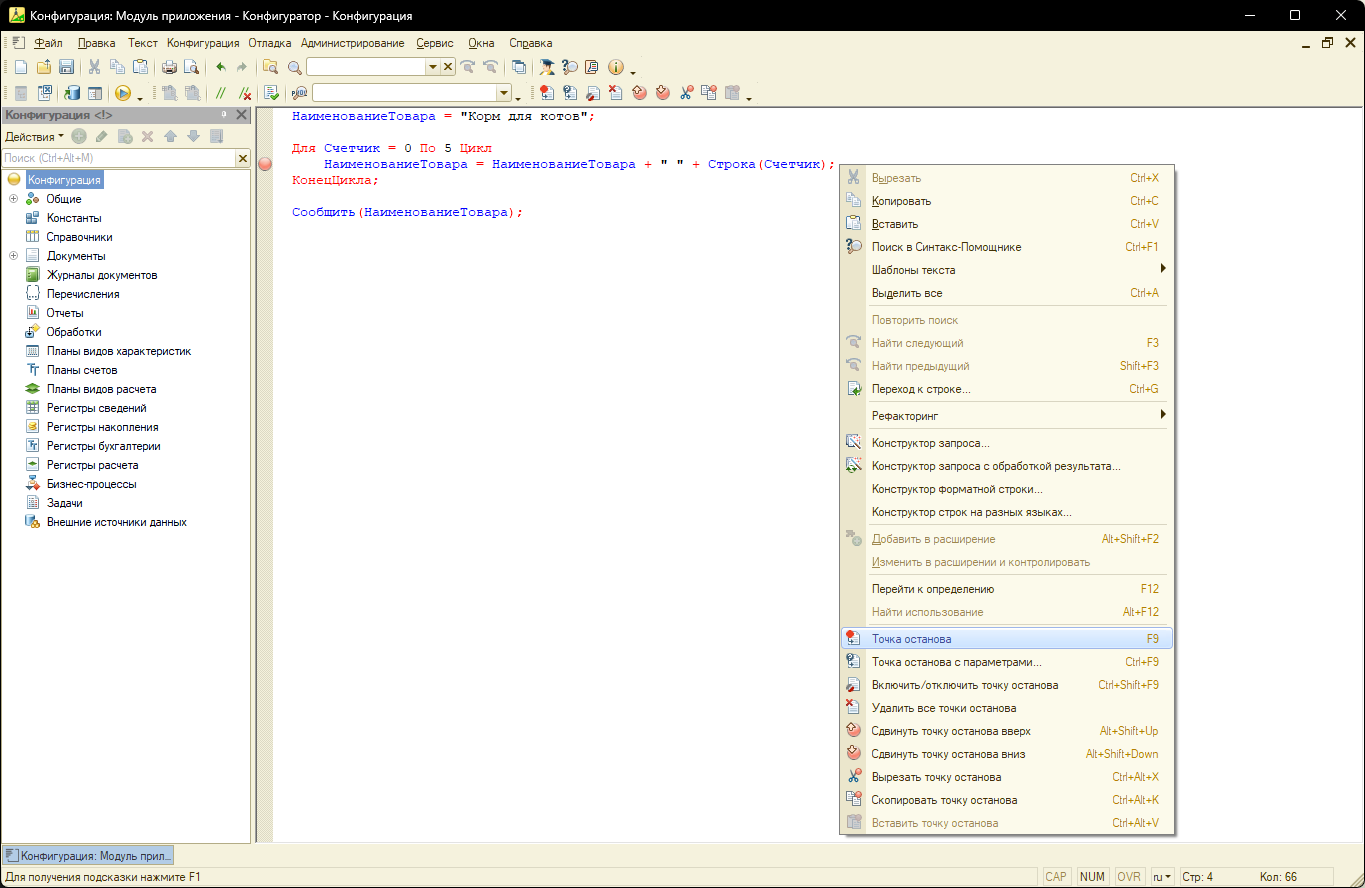 Конфигурация: Модуль приложения - Конфигуратор - Конфигурация
Файл Правка Текст Конфигурация Отладка Администрирование Сервис Окна Справка
Конфигурация <!>
Действия
Поиск (Ctrl+Alt+M)
Конфигурация
Общие
Константы
Справочники
Документы
Журналы документов
Перечисления
Отчеты
Обработки
Планы видов характеристик
Планы счетов
Планы видов расчета
Регистры сведений
Регистры накопления
Регистры бухгалтерии
Регистры расчета
Бизнес-процессы
Задачи
Внешние источники данных
НаименованиеТовара = "Корм для котов";
Для Счетчик = 0 По 5 Цикл
НаименованиеТовара = НаименованиеТовара + " " + Строка(Счетчик);
КонецЦикла;
Сообщить(НаименованиеТовара);
Вырезать Ctrl+X
Копировать Ctrl+C
Вставить Ctrl+V
Поиск в Синтакс-Помощнике Ctrl+F1
Шаблоны текста
Выделить все Ctrl+A
Повторить поиск
Найти следующий F3
Найти предыдущий Shift+F3
Переход к строке... Ctrl+G
Рефакторинг
Конструктор запроса...
Конструктор запроса с обработкой результата...
Конструктор форматной строки...
Конструктор строк на разных языках...
Добавить в расширение Alt+Shift+F2
Изменить в расширении и контролировать
Перейти к определению F12
Найти использование Alt+F12
Точка останова F9
Точка останова с параметрами... Ctrl+F9
Включить/отключить точку останова Ctrl+Shift+F9
Удалить все точки останова
Сдвинуть точку останова вверх Alt+Shift+Up
Сдвинуть точку останова вниз Alt+Shift+Down
Вырезать точку останова Ctrl+Alt+X
Скопировать точку останова Ctrl+Alt+K
Вставить точку останова Ctrl+Alt+V
Конфигурация: Модуль прил...
Для получения подсказки нажмите F1 CAP NUM OVR ru Стр: 4 Кол: 66